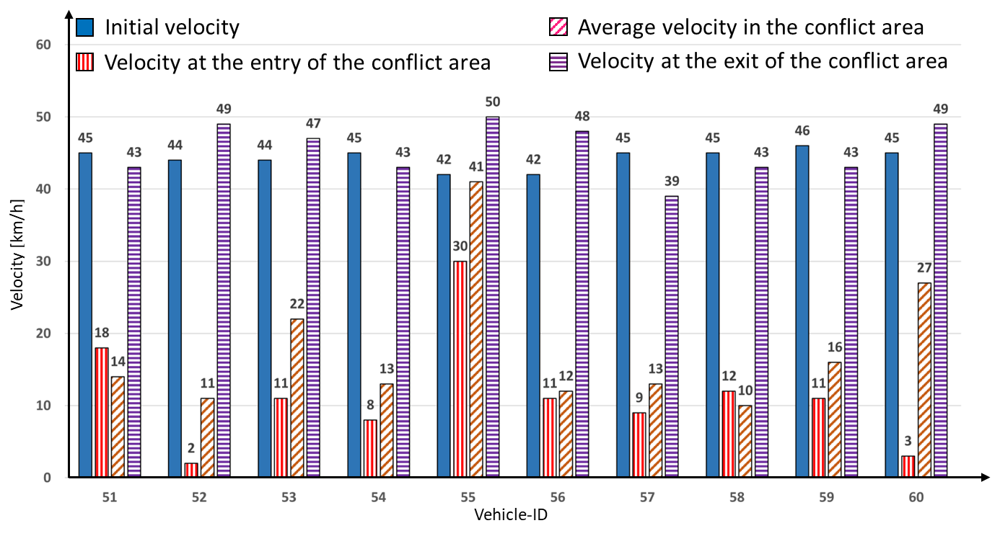 Initial velocity
Average velocity in the conflict area
Velocity at the entry of the conflict area
Velocity at the exit of the conflict area
Velocity [km/h]
60
50
40
30
20
10
0
45 18 14 43
44 2 11 49
44 11 22 47
45 8 13 43
42 30 41 50
42 11 12 48
45 9 13 39
45 12 10 43
46 11 16 43
45 3 27 49
51 52 53 54 55 56 57 58 59 60
Vehicle-ID